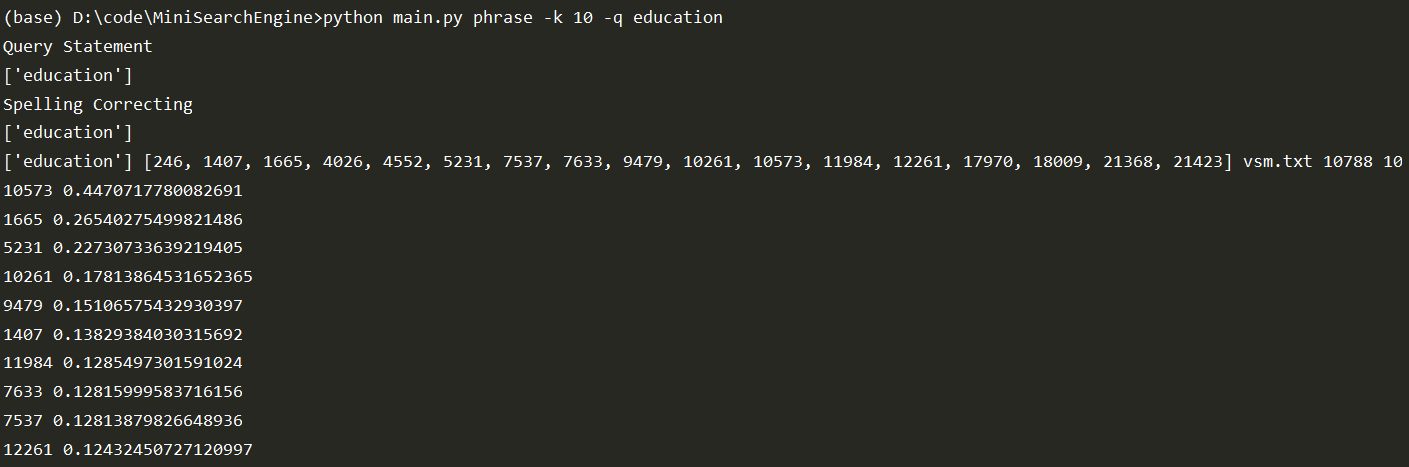 (base) D:\code\MiniSearchEngine>python main.py phrase -k 10 -q education
Query Statement
['education']
Spelling Correcting
['education']
['education'] [246, 1407, 1665, 4026, 4552, 5231, 7537, 7633, 9479, 10261, 10573, 11984, 12261, 17970, 18009, 21368, 21423] vsm.txt 10788 10
10573 0.4470717780082691
1665 0.26540275499821486
5231 0.22730733639219405
10261 0.17813864531652365
9479 0.15106575432930397
1407 0.13829384030315692
11984 0.1285497301591024
7633 0.12815999583716156
7537 0.12813879826648936
12261 0.12432450727120997